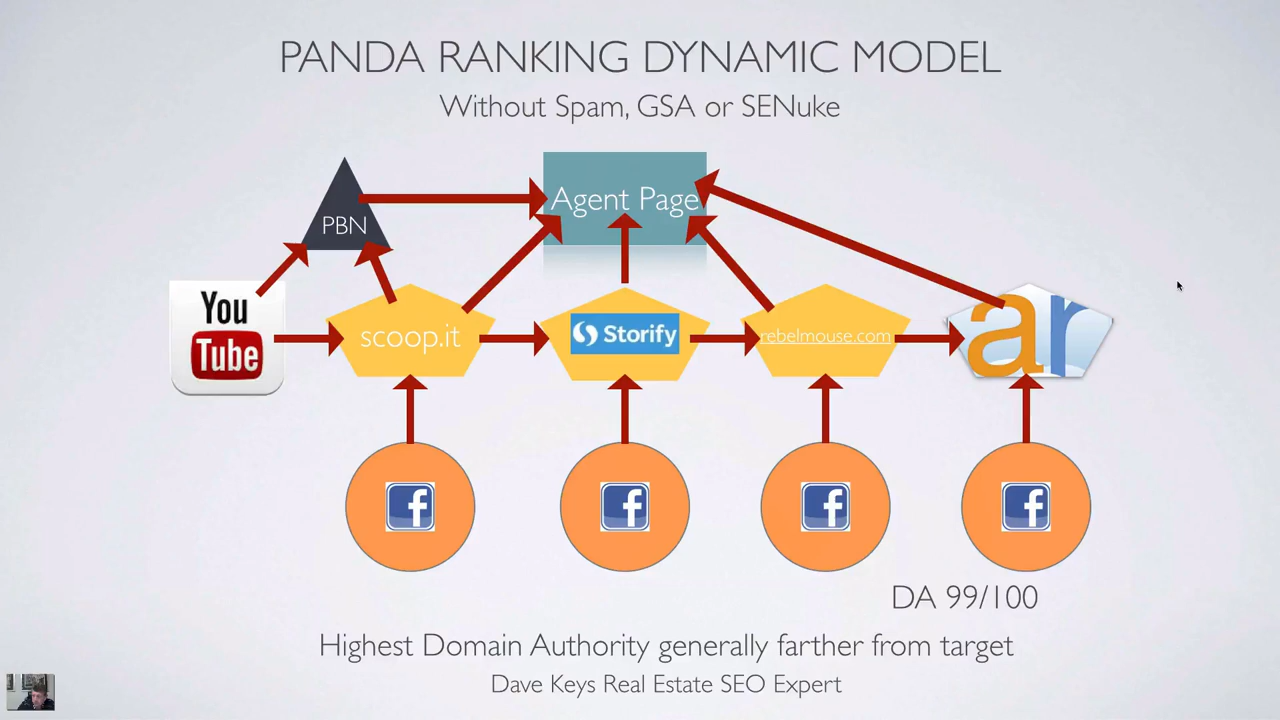 PANDA RANKING DYNAMIC MODEL
Without Spam, GSA or SENuke
Agent Page
PBN
You
Tube
scoop.it
Storify
rebelmouse.com
ar
f
f
f
f
DA 99/100
Highest Domain Authority generally farther from target
Dave Keys Real Estate SEO Expert